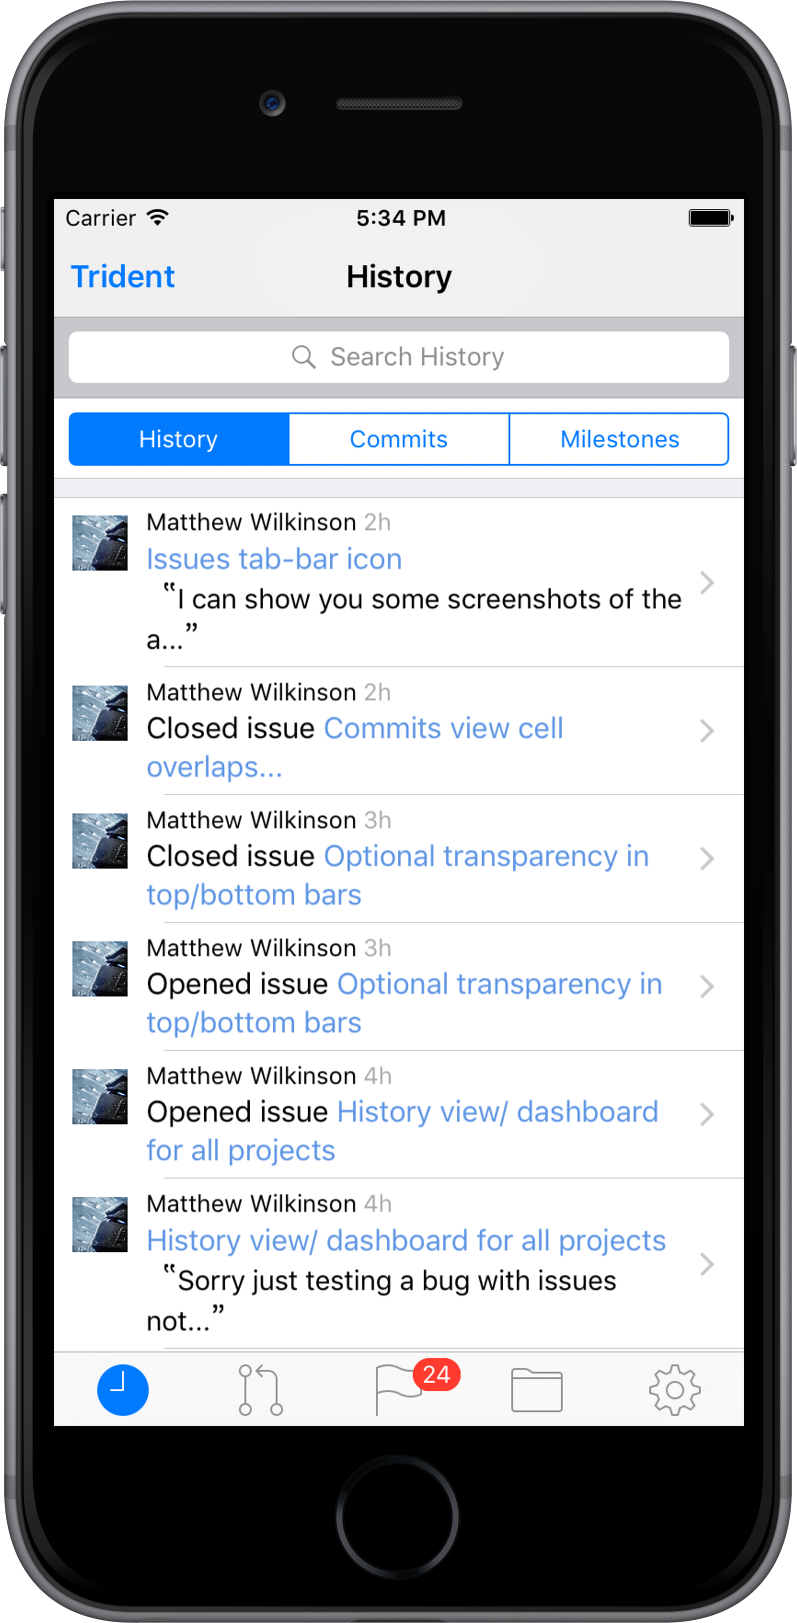 Carrier 5:34 PM
Trident History
Search History
History Commits Milestones
Matthew Wilkinson 2h
Issues tab-bar icon
“I can show you some screenshots of the
a...”
Matthew Wilkinson 2h
Closed issue Commits view cell
overlaps...
Matthew Wilkinson 3h
Closed issue Optional transparency in
top/bottom bars
Matthew Wilkinson 3h
Opened issue Optional transparency in
top/bottom bars
Matthew Wilkinson 4h
Opened issue History view/ dashboard
for all projects
Matthew Wilkinson 4h
History view/ dashboard for all projects
“Sorry just testing a bug with issues
not...”
24